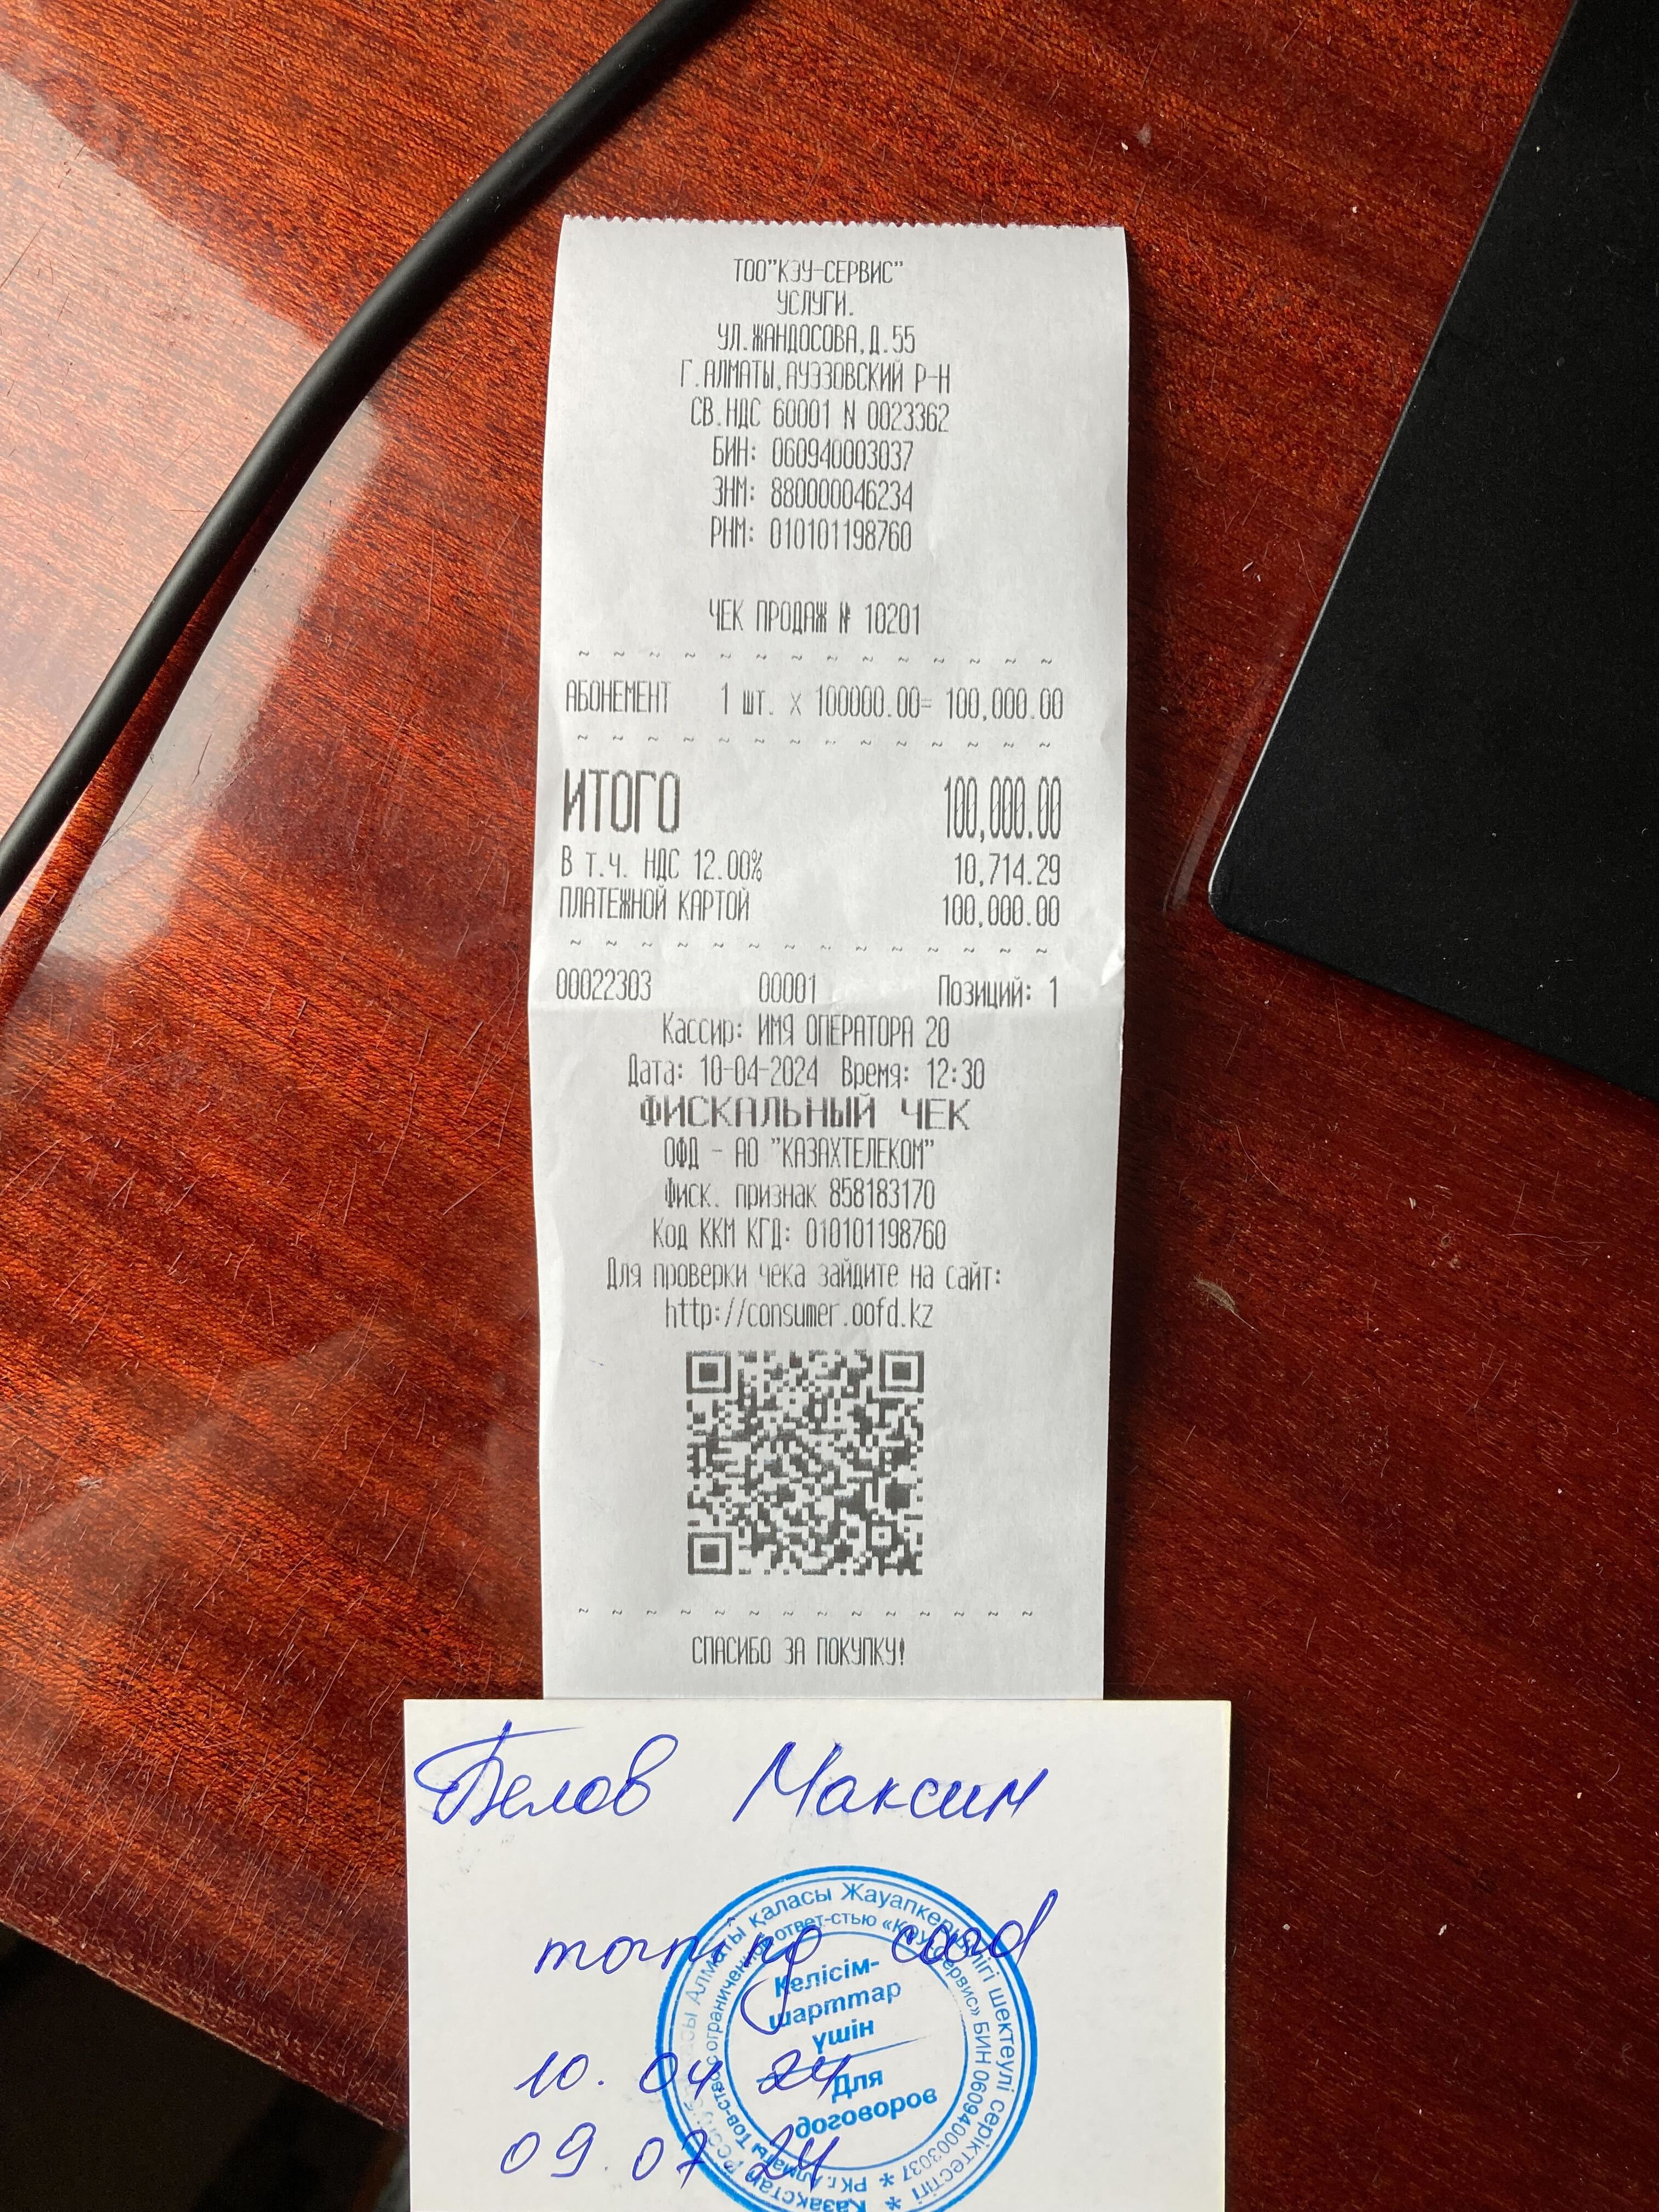 ТОО"КЭУ-СЕРВИС"
УСЛУГИ.
УЛ.ЖАНДОСОВА,Д.55
Г.АЛМАТЫ,АУЭЗОВСКИЙ Р-Н
СВ.НДС 60001 N 0023362
БИН: 060940003037
ЗНМ: 880000046234
РНМ: 010101198760
ЧЕК ПРОДАЖ № 10201
~ ~ ~ ~ ~ ~ ~ ~ ~ ~ ~ ~ ~ ~
АБОНЕМЕНТ 1 шт. x 100000.00= 100,000.00
~ ~ ~ ~ ~ ~ ~ ~ ~ ~ ~ ~ ~ ~
ИТОГО 100,000.00
В т.ч. НДС 12.00% 10,714.29
ПЛАТЕЖНОЙ КАРТОЙ 100,000.00
~ ~ ~ ~ ~ ~ ~ ~ ~ ~ ~ ~ ~ ~
00022303 00001 Позиций: 1
Кассир: ИМЯ ОПЕРАТОРА 20
Дата: 10-04-2024 Время: 12:30
ФИСКАЛЬНЫЙ ЧЕК
ОФД - АО "КАЗАХТЕЛЕКОМ"
Фиск. признак 858183170
Код ККМ КГД: 010101198760
Для проверки чека зайдите на сайт:
http://consumer.oofd.kz
~ ~ ~ ~ ~ ~ ~ ~ ~ ~ ~ ~ ~ ~
СПАСИБО ЗА ПОКУПКУ!
Белов Максим
morning card
10.04 24
09.07.24
Алматы қаласы Жауапкершілігі шектеулі серіктестігі
Тов-ство с ограниченной ответ-стью «КЭУ-Сервис» БИН 060940003037 * РК г.Алматы
Келісім-
шарттар
үшін
Для
договоров